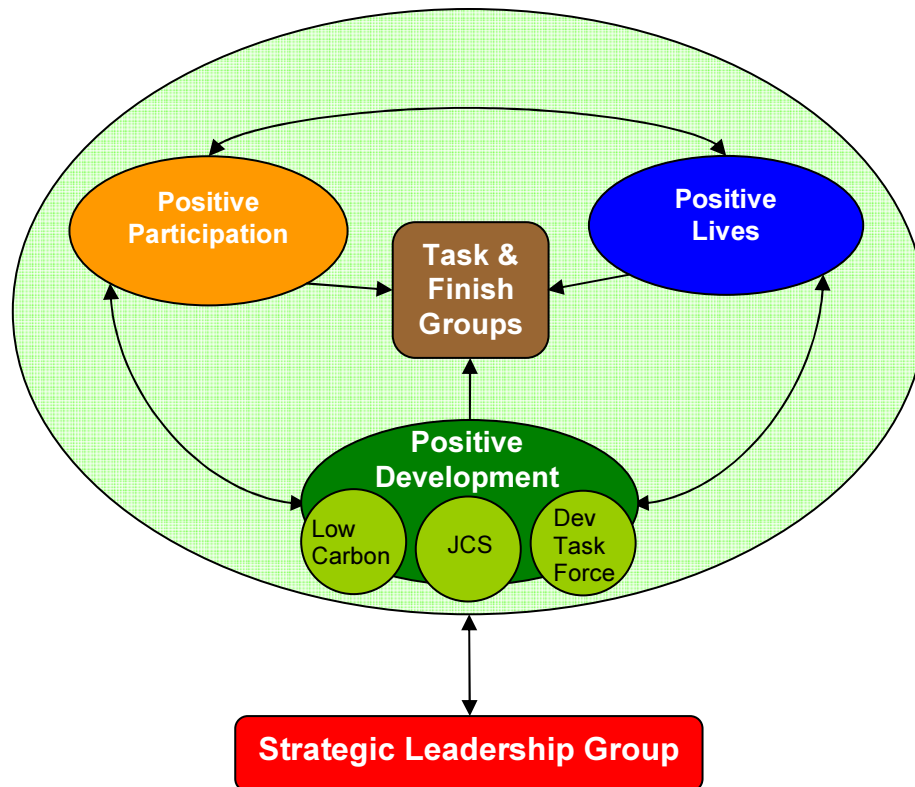 Positive
Participation
Positive
Lives
Task &
Finish
Groups
Positive
Development
Low
Carbon
JCS
Dev
Task
Force
Strategic Leadership Group